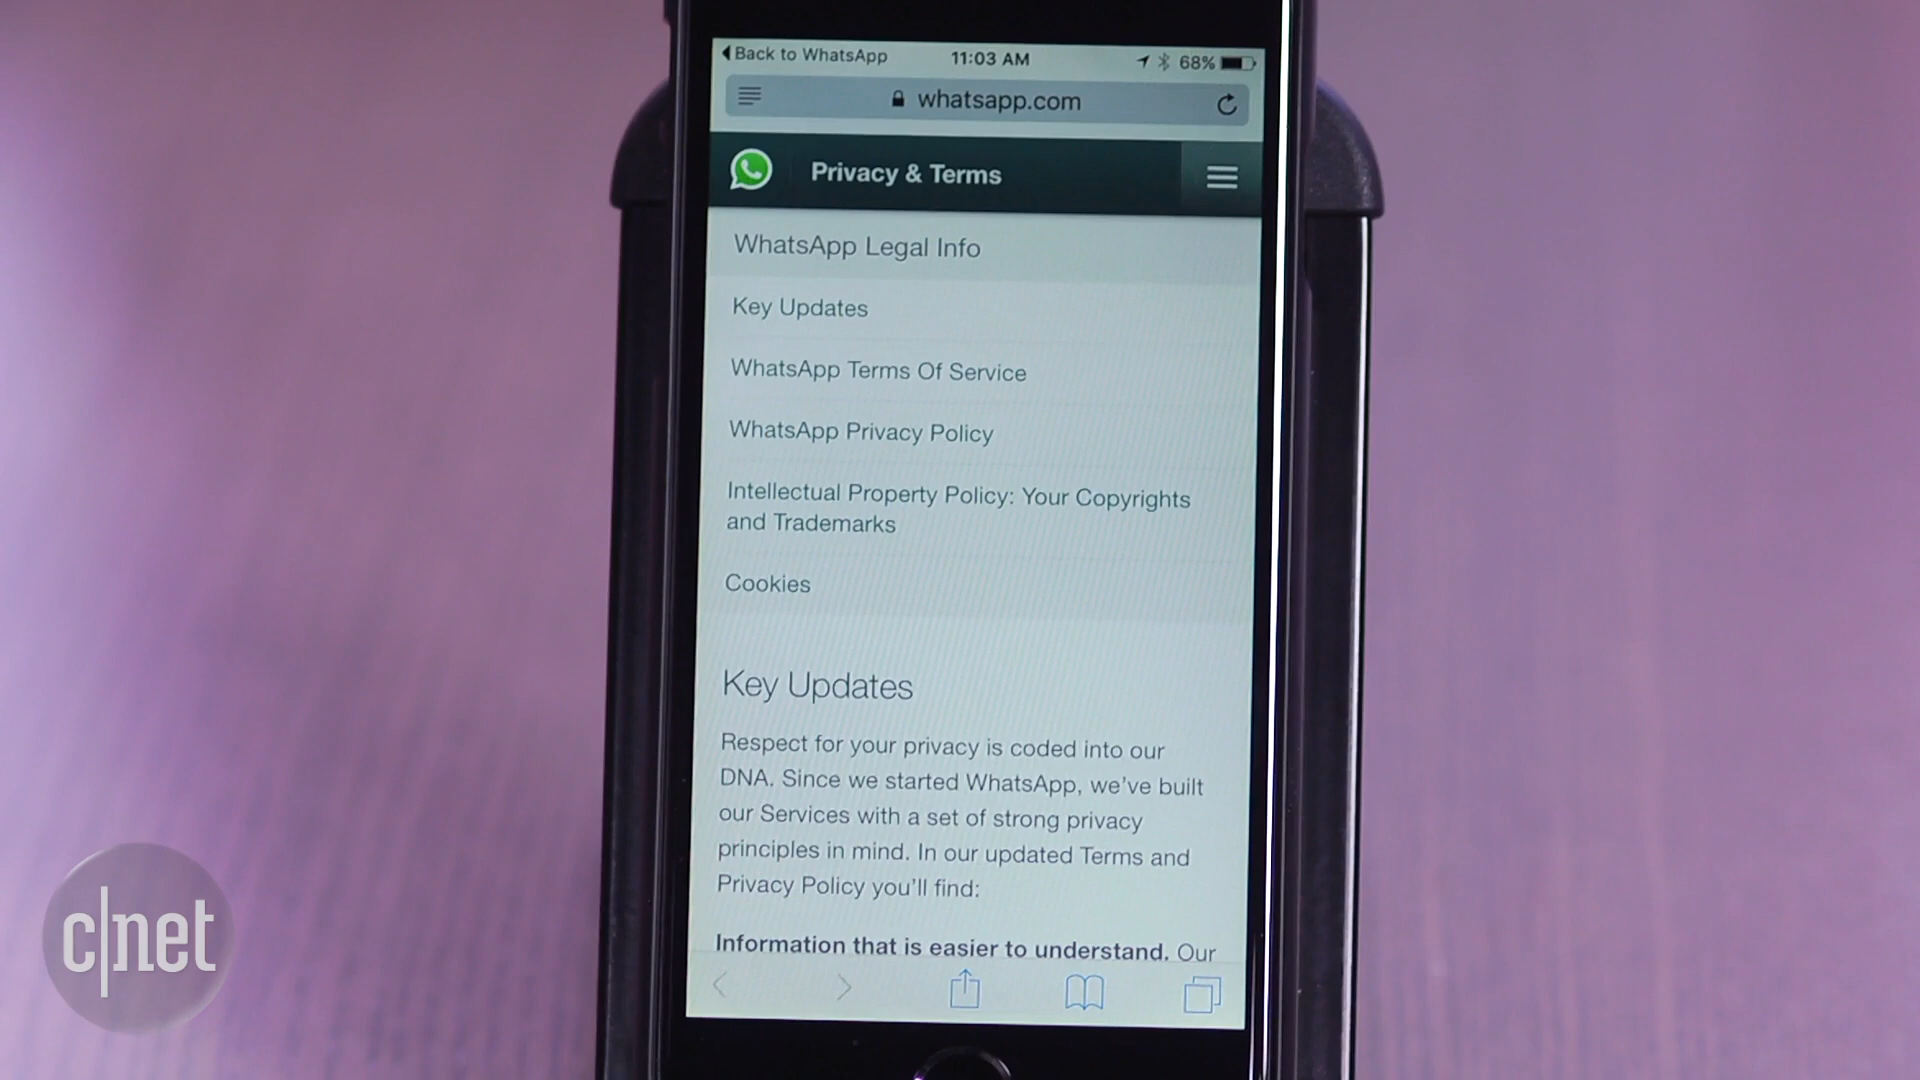 Back to WhatsApp 11:03 AM 68%
whatsapp.com
Privacy & Terms
WhatsApp Legal Info
Key Updates
WhatsApp Terms Of Service
WhatsApp Privacy Policy
Intellectual Property Policy: Your Copyrights
and Trademarks
Cookies
Key Updates
Respect for your privacy is coded into our
DNA. Since we started WhatsApp, we've built
our Services with a set of strong privacy
principles in mind. In our updated Terms and
Privacy Policy you'll find:
Information that is easier to understand. Our
c|net